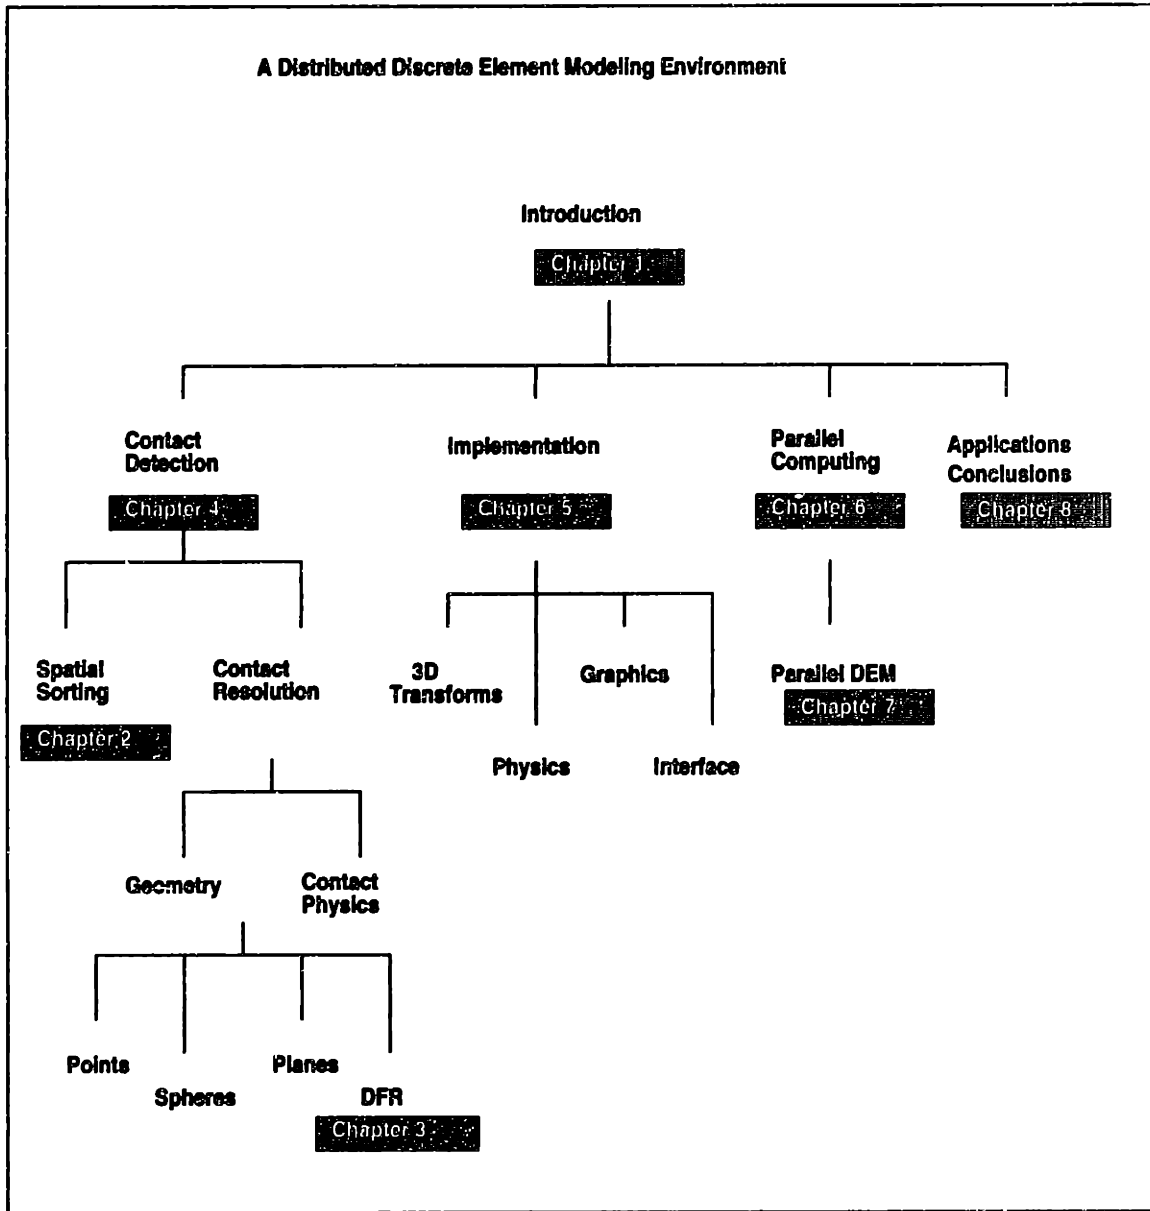 A Distributed Discrete Element Modeling Environment
Introduction
Chapter 1
Contact
Detection
Chapter 4
Implementation
Chapter 5
Parallel
Computing
Chapter 6
Applications
Conclusions
Chapter 8
Spatial
Sorting
Chapter 2
Contact
Resolution
3D
Transforms
Graphics
Parallel DEM
Chapter 7
Physics
Interface
Geometry
Contact
Physics
Points
Planes
Spheres
DFR
Chapter 3